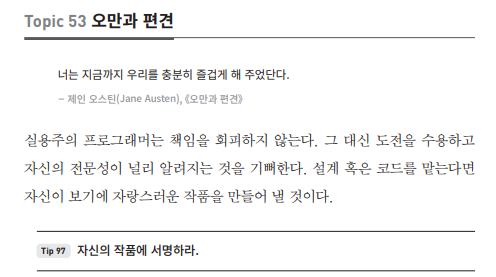 Topic 53 오만과 편견
너는 지금까지 우리를 충분히 즐겁게 해 주었단다.
– 제인 오스틴(Jane Austen), 《오만과 편견》
실용주의 프로그래머는 책임을 회피하지 않는다. 그 대신 도전을 수용하고
자신의 전문성이 널리 알려지는 것을 기뻐한다. 설계 혹은 코드를 맡는다면
자신이 보기에 자랑스러운 작품을 만들어 낼 것이다.
Tip 97 자신의 작품에 서명하라.